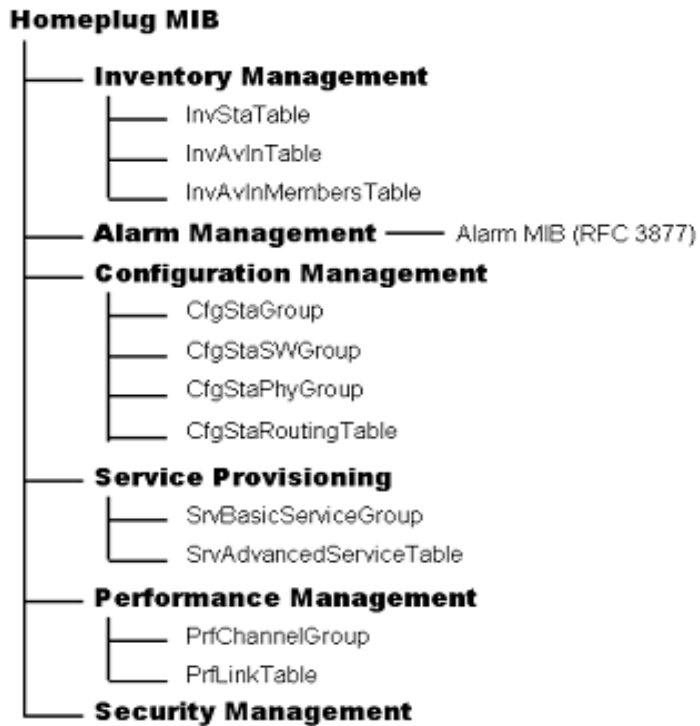 Homeplug MIB
Inventory Management
InvStaTable
InvAvlnTable
InvAvlnMembersTable
Alarm Management
Alarm MIB (RFC 3877)
Configuration Management
CfgStaGroup
CfgStaSWGroup
CfgStaPhyGroup
CfgStaRoutingTable
Service Provisioning
SrvBasicServiceGroup
SrvAdvancedServiceTable
Performance Management
PrfChannelGroup
PrfLinkTable
Security Management